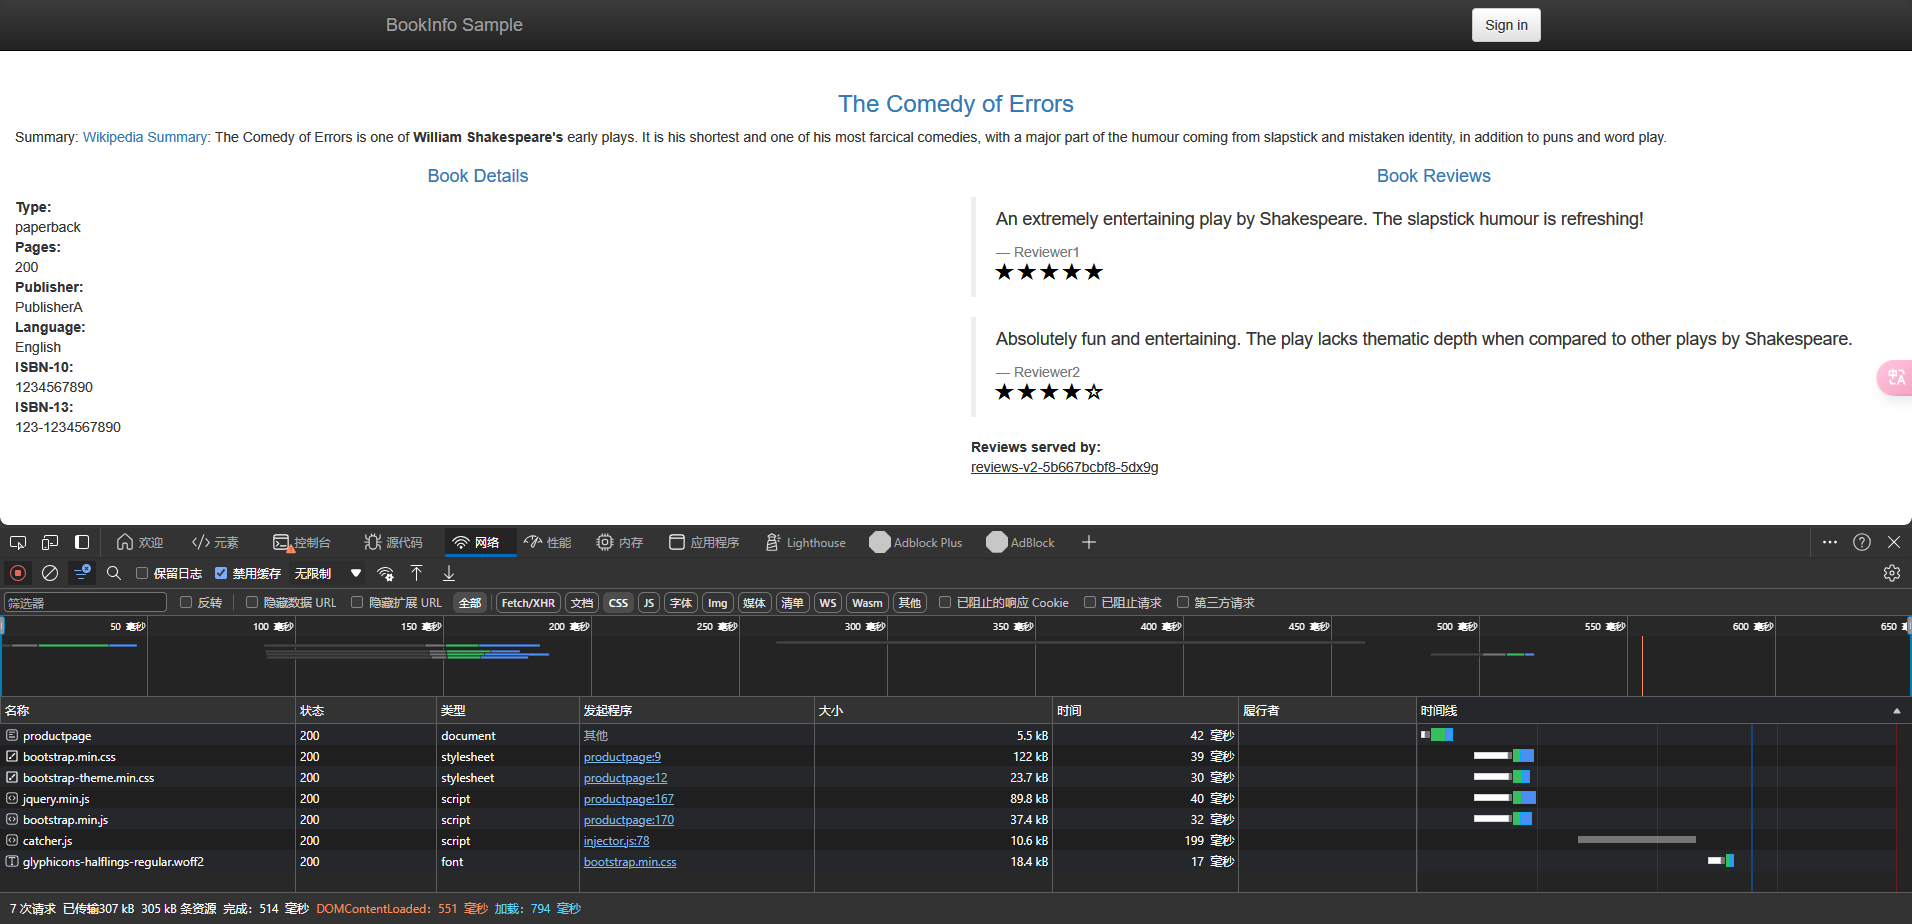 BookInfo Sample
Sign in
The Comedy of Errors
Summary: Wikipedia Summary: The Comedy of Errors is one of William Shakespeare's early plays. It is his shortest and one of his most farcical comedies, with a major part of the humour coming from slapstick and mistaken identity, in addition to puns and word play.
Book Details
Type:
paperback
Pages:
200
Publisher:
PublisherA
Language:
English
ISBN-10:
1234567890
ISBN-13:
123-1234567890
Book Reviews
An extremely entertaining play by Shakespeare. The slapstick humour is refreshing!
— Reviewer1
Absolutely fun and entertaining. The play lacks thematic depth when compared to other plays by Shakespeare.
— Reviewer2
Reviews served by:
reviews-v2-5b667bcbf8-5dx9g
欢迎 元素 控制台 源代码 网络 性能 内存 应用程序 Lighthouse Adblock Plus AdBlock
保留日志 禁用缓存 无限制
筛选器 反转 隐藏数据 URL 隐藏扩展 URL 全部 Fetch/XHR 文档 CSS JS 字体 Img 媒体 清单 WS Wasm 其他 已阻止的响应 Cookie 已阻止请求 第三方请求
50 毫秒 100 毫秒 150 毫秒 200 毫秒 250 毫秒 300 毫秒 350 毫秒 400 毫秒 450 毫秒 500 毫秒 550 毫秒 600 毫秒 650
名称 状态 类型 发起程序 大小 时间 履行者 时间线
productpage 200 document 其他 5.5 kB 42 毫秒
bootstrap.min.css 200 stylesheet productpage:9 122 kB 39 毫秒
bootstrap-theme.min.css 200 stylesheet productpage:12 23.7 kB 30 毫秒
jquery.min.js 200 script productpage:167 89.8 kB 40 毫秒
bootstrap.min.js 200 script productpage:170 37.4 kB 32 毫秒
catcher.js 200 script injector.js:78 10.6 kB 199 毫秒
glyphicons-halflings-regular.woff2 200 font bootstrap.min.css 18.4 kB 17 毫秒
7 次请求 已传输307 kB 305 kB 条资源 完成：514 毫秒 DOMContentLoaded：551 毫秒 加载：794 毫秒